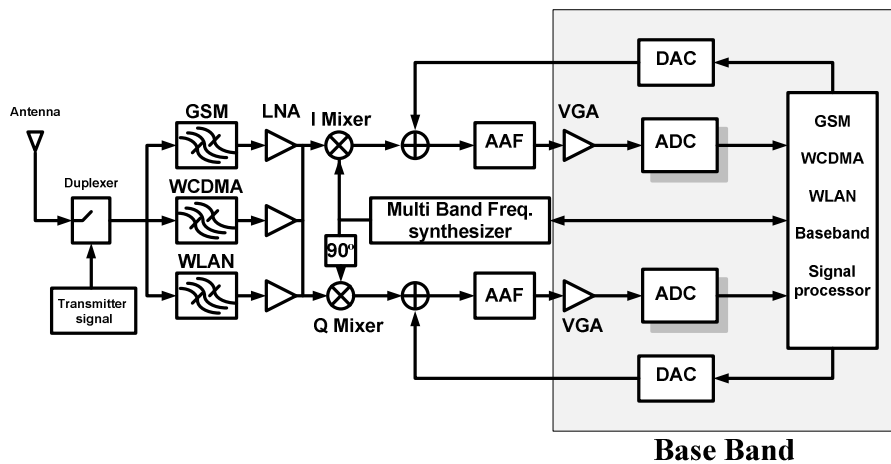 DAC
Antenna
GSM
LNA
I Mixer
VGA
AAF
ADC
GSM
WCDMA
WLAN
Baseband
Signal
processor
Duplexer
WCDMA
Multi Band Freq.
synthesizer
90º
WLAN
Transmitter
signal
AAF
ADC
Q Mixer
VGA
DAC
Base Band